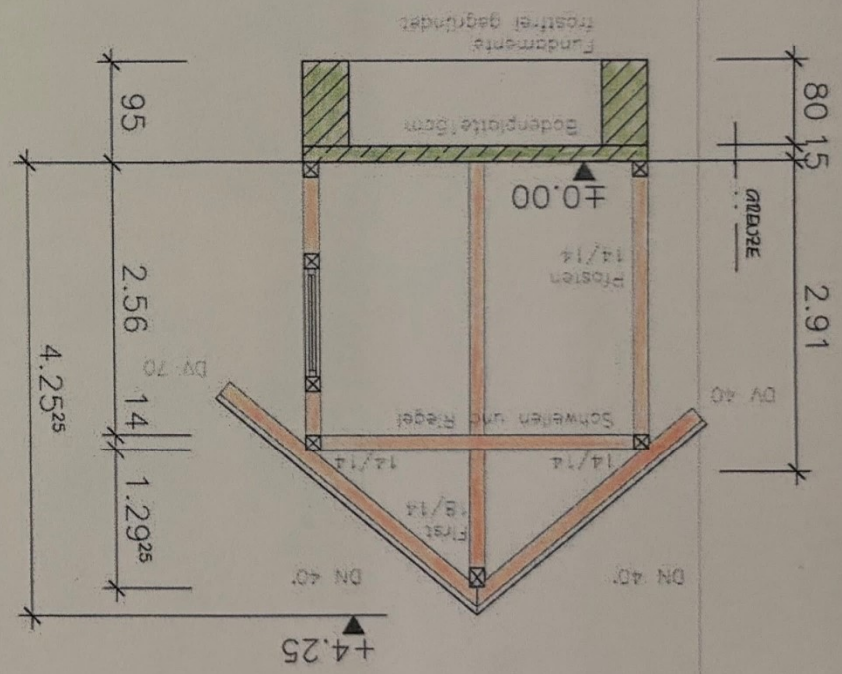 +4.25
DN 40°
DN 40°
First
18/14
14/14
14/14
Schwellen und Riegel
DV 40
DV 70
Pfosten
14/14
±0.00
GRENZE
Bodenplatte 15cm
Fundamente
frostfrei gegründet
80
15
2.91
95
2.56
14
1.29²⁵
4.25²⁵